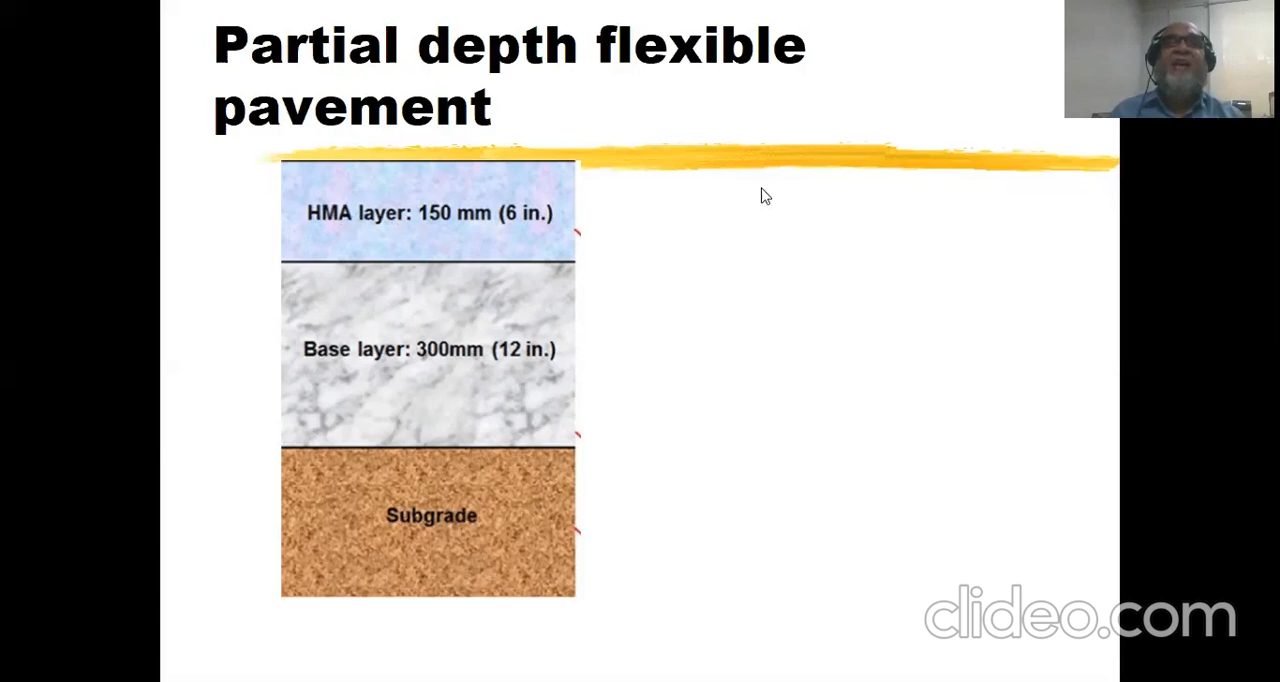 Partial depth flexible
pavement
HMA layer: 150 mm (6 in.)
Base layer: 300mm (12 in.)
Subgrade
clideo.com